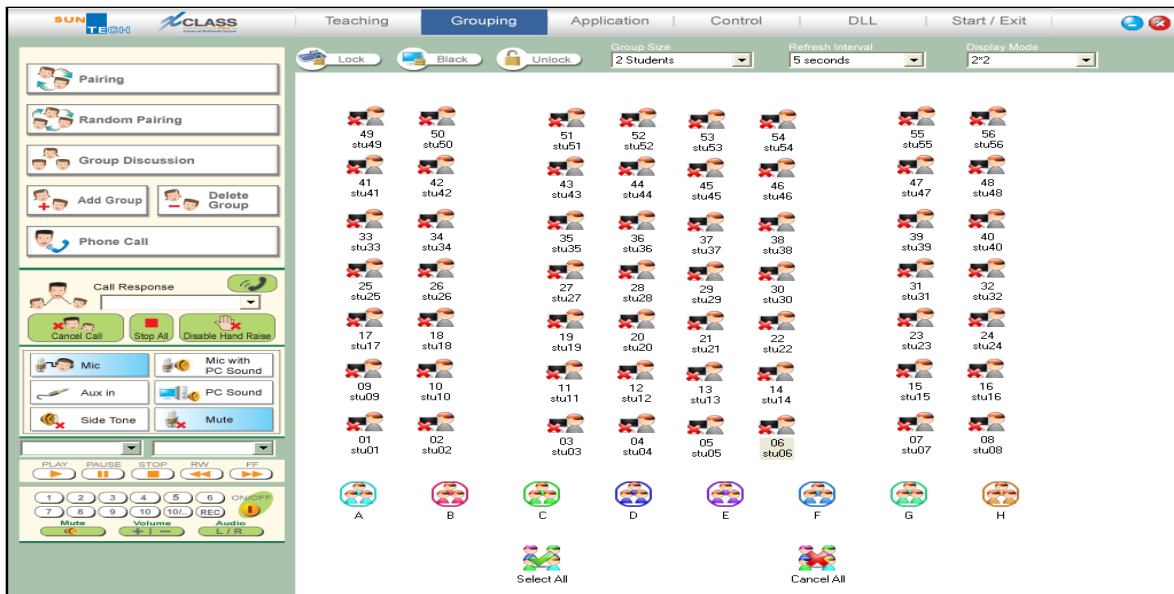 SUN TECH XCLASS Advanced Multimedia System
Teaching Grouping Application Control DLL Start / Exit
Group Size Refresh Interval Display Mode
Lock Black Unlock 2 Students 5 seconds 2*2
Pairing
Random Pairing
Group Discussion
Add Group Delete Group
Phone Call
Call Response
Cancel Call Stop All Disable Hand Raise
Mic Mic with PC Sound
Aux in PC Sound
Side Tone Mute
PLAY PAUSE STOP RW FF
1 2 3 4 5 6 ON/OFF
7 8 9 10 10/.. REC
Mute Volume Audio
+ | − L / R
49 50 51 52 53 54 55 56
stu49 stu50 stu51 stu52 stu53 stu54 stu55 stu56
41 42 43 44 45 46 47 48
stu41 stu42 stu43 stu44 stu45 stu46 stu47 stu48
33 34 35 36 37 38 39 40
stu33 stu34 stu35 stu36 stu37 stu38 stu39 stu40
25 26 27 28 29 30 31 32
stu25 stu26 stu27 stu28 stu29 stu30 stu31 stu32
17 18 19 20 21 22 23 24
stu17 stu18 stu19 stu20 stu21 stu22 stu23 stu24
09 10 11 12 13 14 15 16
stu09 stu10 stu11 stu12 stu13 stu14 stu15 stu16
01 02 03 04 05 06 07 08
stu01 stu02 stu03 stu04 stu05 stu06 stu07 stu08
A B C D E F G H
Select All Cancel All